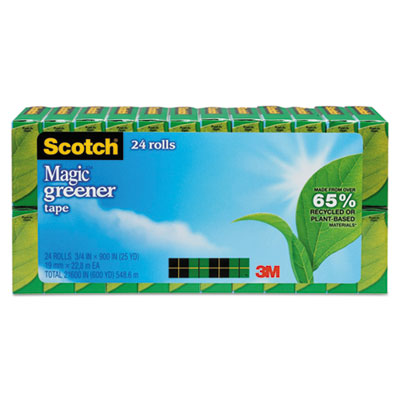 Scotch
24 rolls
Magic™
greener
tape
MADE FROM OVER
65%
RECYCLED OR
PLANT-BASED
MATERIALS*
24 ROLLS 3/4 IN × 900 IN (25 YD)
19 mm × 22,8 m EA
TOTAL 21600 IN (600 YD) 548,6 m
3M